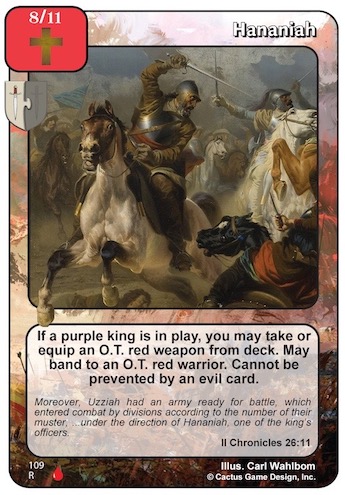 8/11
Hananiah
If a purple king is in play, you may take or
equip an O.T. red weapon from deck. May
band to an O.T. red warrior. Cannot be
prevented by an evil card.
Moreover, Uzziah had an army ready for battle, which
entered combat by divisions according to the number of their
muster, ...under the direction of Hananiah, one of the king's
officers.
II Chronicles 26:11
109
R
Illus. Carl Wahlbom
© Cactus Game Design, Inc.